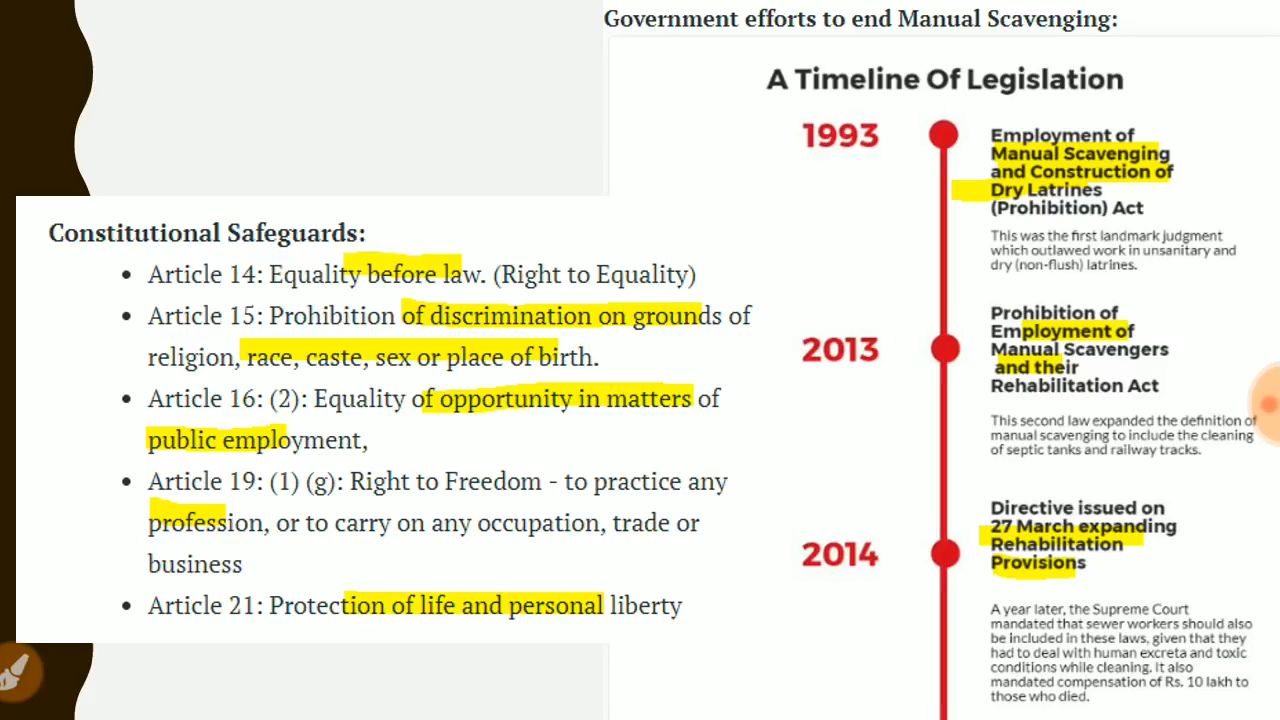 Government efforts to end Manual Scavenging:
A Timeline Of Legislation
1993
Employment of
Manual Scavenging
and Construction of
Dry Latrines
(Prohibition) Act
This was the first landmark judgment
which outlawed work in unsanitary and
dry (non-flush) latrines.
2013
Prohibition of
Employment of
Manual Scavengers
and their
Rehabilitation Act
This second law expanded the definition of
manual scavenging to include the cleaning
of septic tanks and railway tracks.
2014
Directive issued on
27 March expanding
Rehabilitation
Provisions
A year later, the Supreme Court
mandated that sewer workers should also
be included in these laws, given that they
had to deal with human excreta and toxic
conditions while cleaning. It also
mandated compensation of Rs. 10 lakh to
those who died.
Constitutional Safeguards:
• Article 14: Equality before law. (Right to Equality)
• Article 15: Prohibition of discrimination on grounds of
religion, race, caste, sex or place of birth.
• Article 16: (2): Equality of opportunity in matters of
public employment,
• Article 19: (1) (g): Right to Freedom - to practice any
profession, or to carry on any occupation, trade or
business
• Article 21: Protection of life and personal liberty